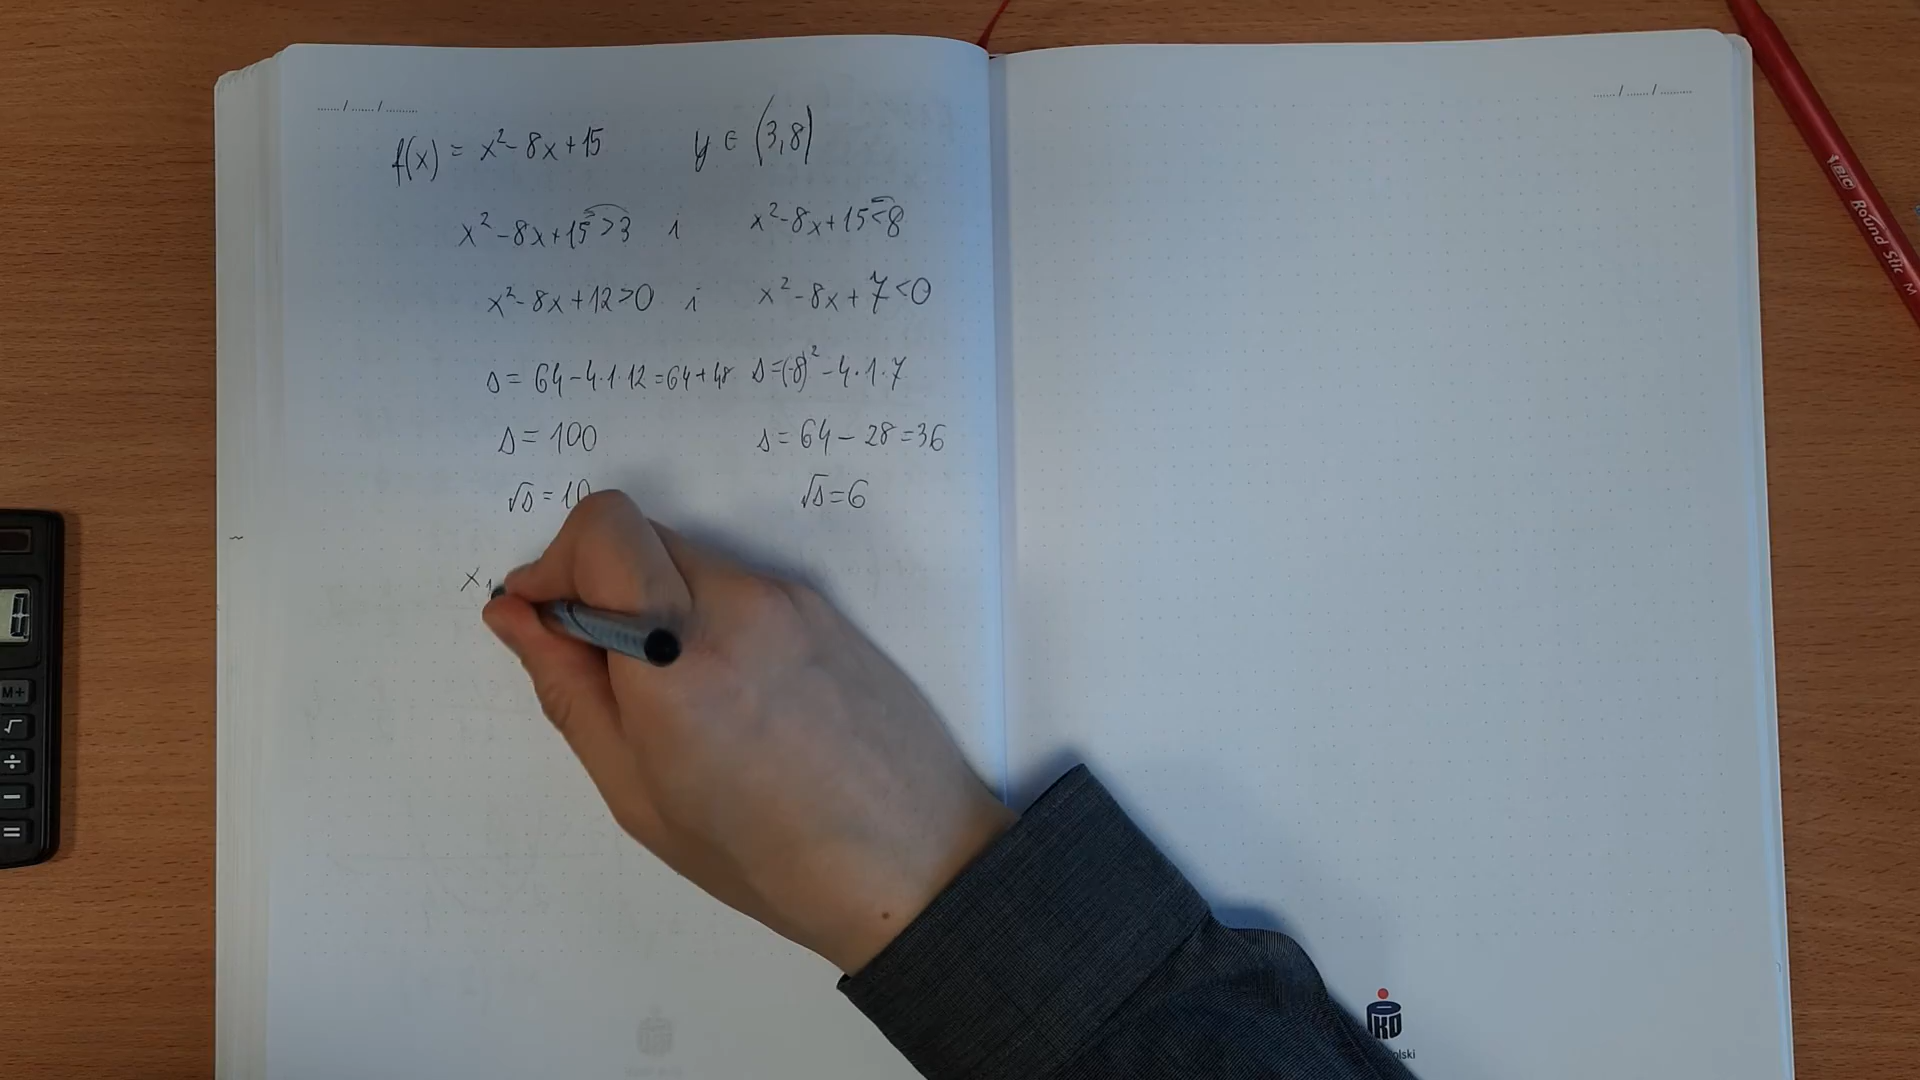 ....... / ....... / ..........
f(x) = x²-8x+15 y ∈ (3,8)
x²-8x+15>3 i x²-8x+15<8
x²-8x+12>0 i x²-8x+7<0
Δ= 64-4·1·12=64+48 Δ=(-8)²-4·1·7
Δ= 100 Δ=64-28=36
√Δ=10 √Δ=6
x₁
....... / ....... / ..........
BIC Round Stic M
M+
√
÷
−
=
olski